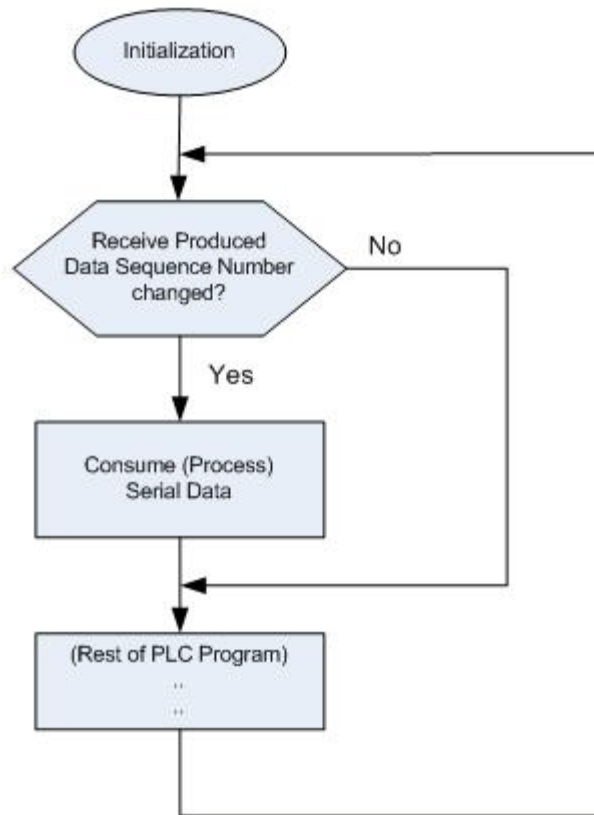 Initialization
Receive Produced
Data Sequence Number
changed?
No
Yes
Consume (Process)
Serial Data
(Rest of PLC Program)
..
..